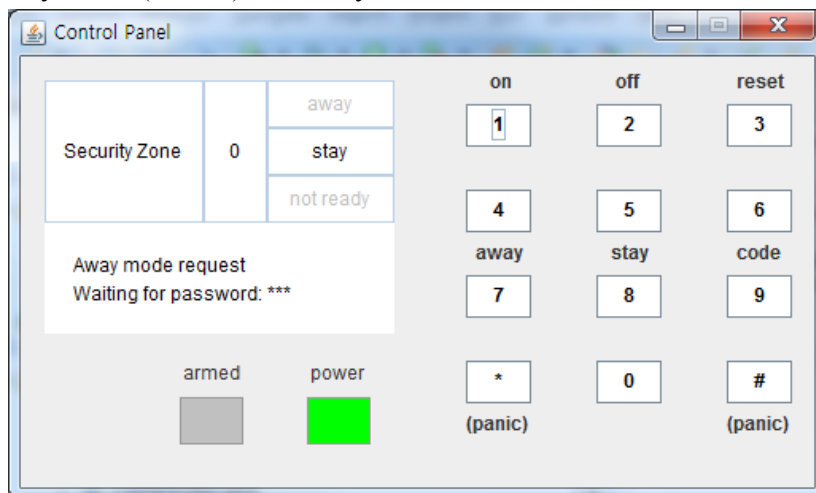 Control Panel
away
Security Zone 0 stay
not ready
Away mode request
Waiting for password: ***
armed power
on off reset
1 2 3
4 5 6
away stay code
7 8 9
* 0 #
(panic) (panic)